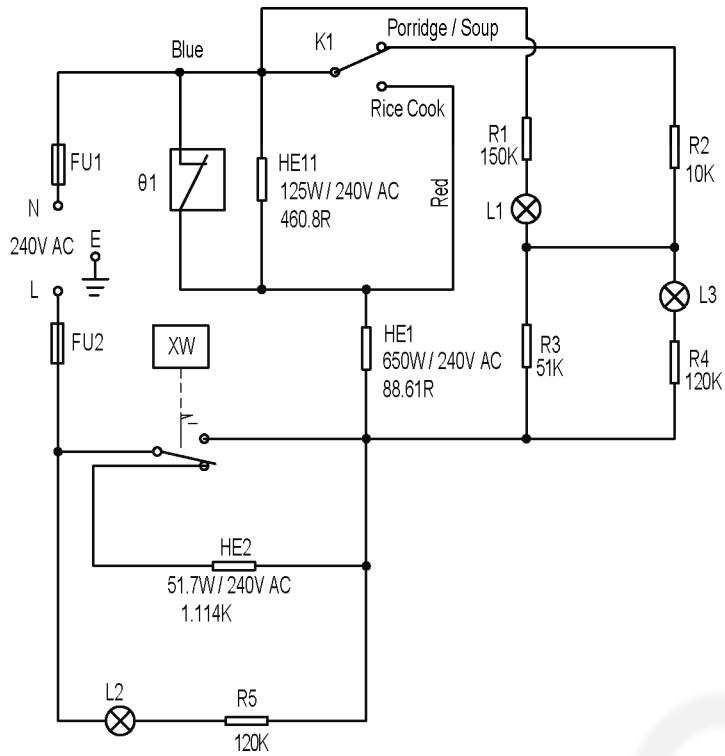 Porridge / Soup
K1
Blue
Rice Cook
R1
150K
R2
10K
FU1
θ1
HE11
125W / 240V AC
460.8R
Red
N
L1
240V AC
E
L
L3
FU2
XW
HE1
650W / 240V AC
88.61R
R3
51K
R4
120K
HE2
51.7W / 240V AC
1.114K
L2
R5
120K